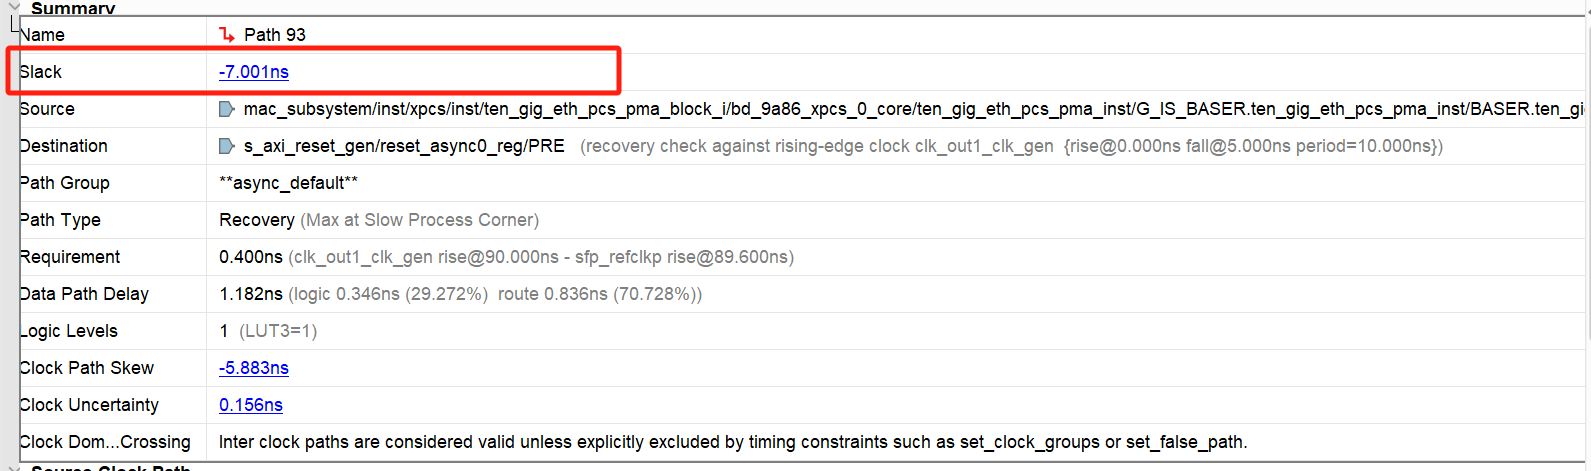 Summary
Name Path 93
Slack -7.001ns
Source mac_subsystem/inst/xpcs/inst/ten_gig_eth_pcs_pma_block_i/bd_9a86_xpcs_0_core/ten_gig_eth_pcs_pma_inst/G_IS_BASER.ten_gig_eth_pcs_pma_inst/BASER.ten_gi
Destination s_axi_reset_gen/reset_async0_reg/PRE (recovery check against rising-edge clock clk_out1_clk_gen {rise@0.000ns fall@5.000ns period=10.000ns})
Path Group **async_default**
Path Type Recovery (Max at Slow Process Corner)
Requirement 0.400ns (clk_out1_clk_gen rise@90.000ns - sfp_refclkp rise@89.600ns)
Data Path Delay 1.182ns (logic 0.346ns (29.272%) route 0.836ns (70.728%))
Logic Levels 1 (LUT3=1)
Clock Path Skew -5.883ns
Clock Uncertainty 0.156ns
Clock Dom...Crossing Inter clock paths are considered valid unless explicitly excluded by timing constraints such as set_clock_groups or set_false_path.
Source Clock Path